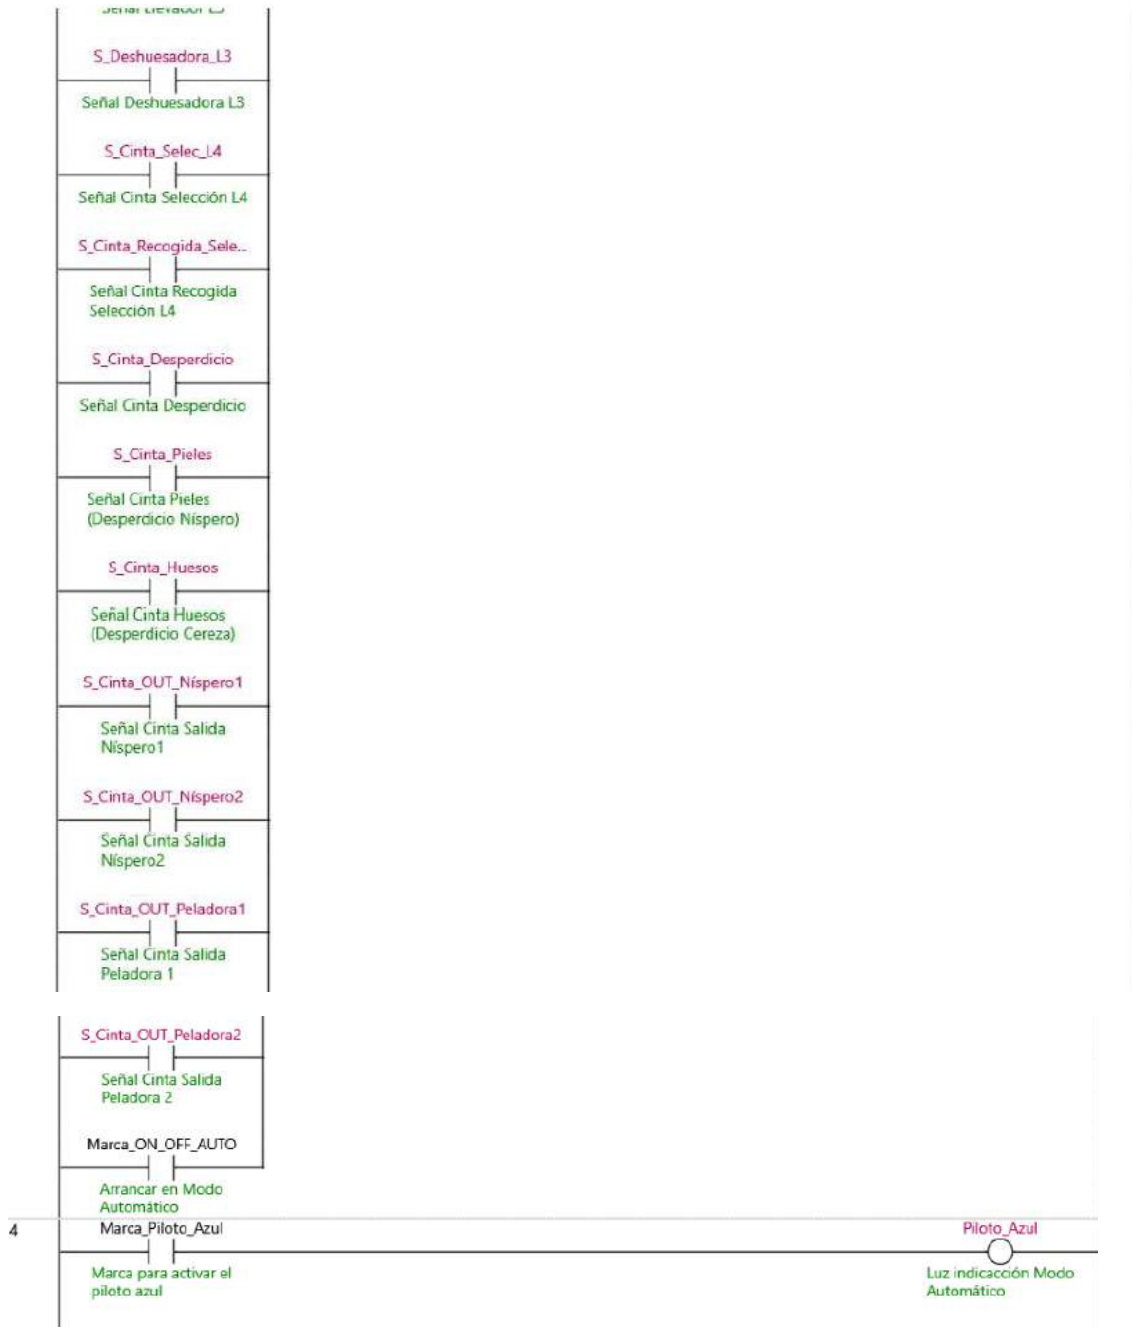 Señal Elevador L3
S_Deshuesadora_L3
Señal Deshuesadora L3
S_Cinta_Selec_L4
Señal Cinta Selección L4
S_Cinta_Recogida_Sele...
Señal Cinta Recogida
Selección L4
S_Cinta_Desperdicio
Señal Cinta Desperdicio
S_Cinta_Pieles
Señal Cinta Pieles
(Desperdicio Níspero)
S_Cinta_Huesos
Señal Cinta Huesos
(Desperdicio Cereza)
S_Cinta_OUT_Níspero1
Señal Cinta Salida
Níspero1
S_Cinta_OUT_Níspero2
Señal Cinta Salida
Níspero2
S_Cinta_OUT_Peladora1
Señal Cinta Salida
Peladora 1
S_Cinta_OUT_Peladora2
Señal Cinta Salida
Peladora 2
Marca_ON_OFF_AUTO
Arrancar en Modo
Automático
4
Marca_Piloto_Azul
Piloto_Azul
Marca para activar el
piloto azul
Luz indicacción Modo
Automático